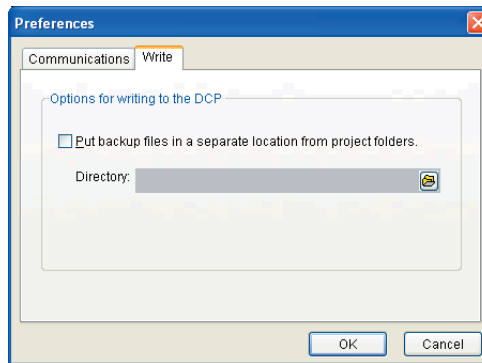 Preferences
Communications Write
Options for writing to the DCP
Put backup files in a separate location from project folders.
Directory:
OK Cancel